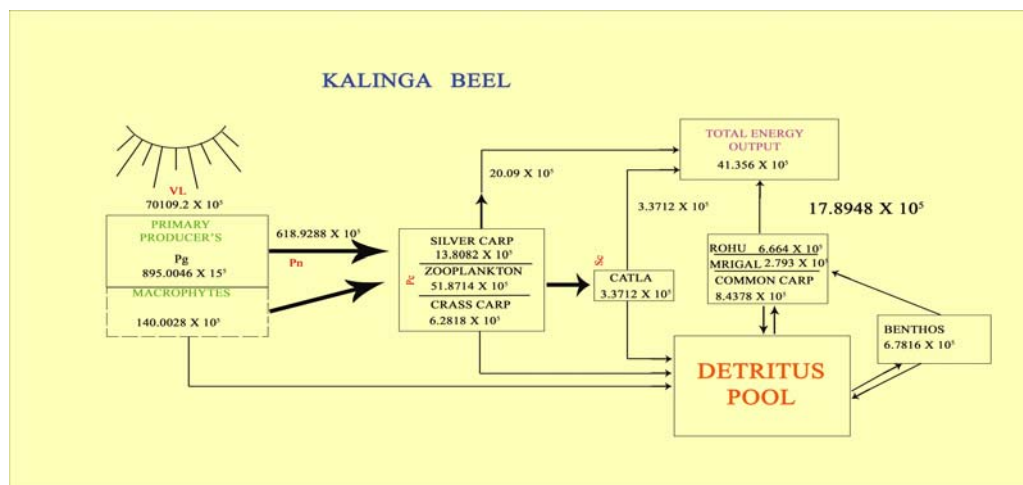 KALINGA BEEL
VL
70109.2 X 10⁵
PRIMARY
PRODUCER'S
Pg
895.0046 X 15⁵
MACROPHYTES
140.0028 X 10⁵
618.9288 X 10⁵
Pn
Pc
SILVER CARP
13.8082 X 10⁵
ZOOPLANKTON
51.8714 X 10⁵
CRASS CARP
6.2818 X 10⁵
20.09 X 10⁵
Sc
CATLA
3.3712 X 10⁵
3.3712 X 10⁵
TOTAL ENERGY
OUTPUT
41.356 X 10⁵
17.8948 X 10⁵
ROHU 6.664 X 10⁵
MRIGAL 2.793 X 10⁵
COMMON CARP
8.4378 X 10⁵
BENTHOS
6.7816 X 10⁵
DETRITUS
POOL